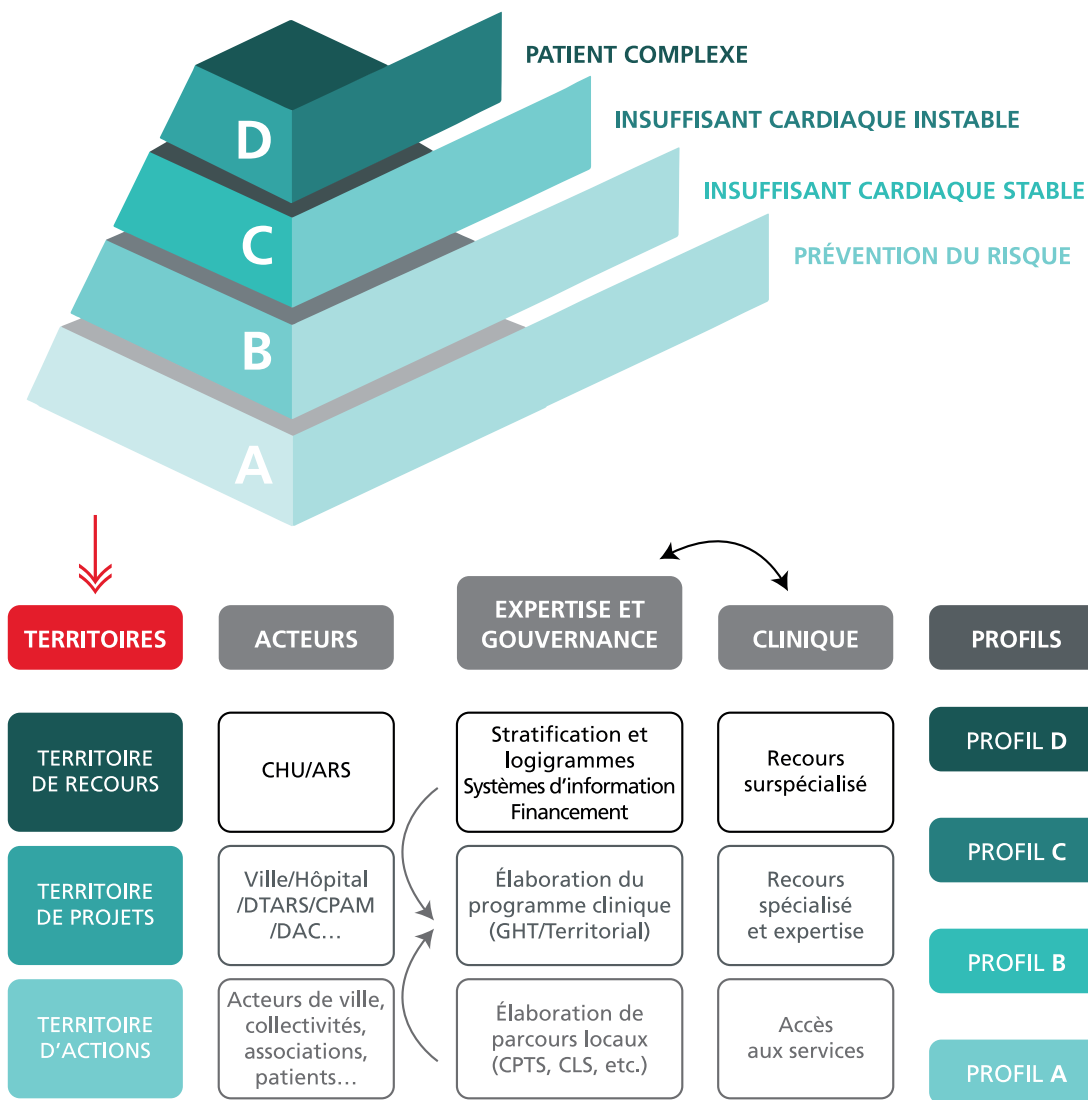 PATIENT COMPLEXE
D
INSUFFISANT CARDIAQUE INSTABLE
C
INSUFFISANT CARDIAQUE STABLE
B
PRÉVENTION DU RISQUE
A
TERRITOIRES
ACTEURS
EXPERTISE ET
GOUVERNANCE
CLINIQUE
PROFILS
TERRITOIRE
DE RECOURS
CHU/ARS
Stratification et
logigrammes
Systèmes d’information
Financement
Recours
surspécialisé
PROFIL D
TERRITOIRE
DE PROJETS
Ville/Hôpital
/DTARS/CPAM
/DAC…
Élaboration du
programme clinique
(GHT/Territorial)
Recours
spécialisé
et expertise
PROFIL C
PROFIL B
TERRITOIRE
D’ACTIONS
Acteurs de ville,
collectivités,
associations,
patients…
Élaboration de
parcours locaux
(CPTS, CLS, etc.)
Accès
aux services
PROFIL A